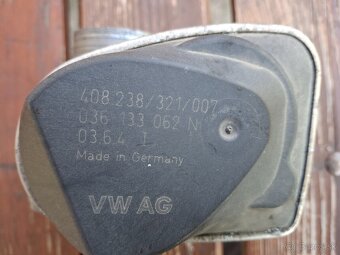 408 238/321/007
036 133 062 N
03.6.4 I
Made in Germany
VW AG